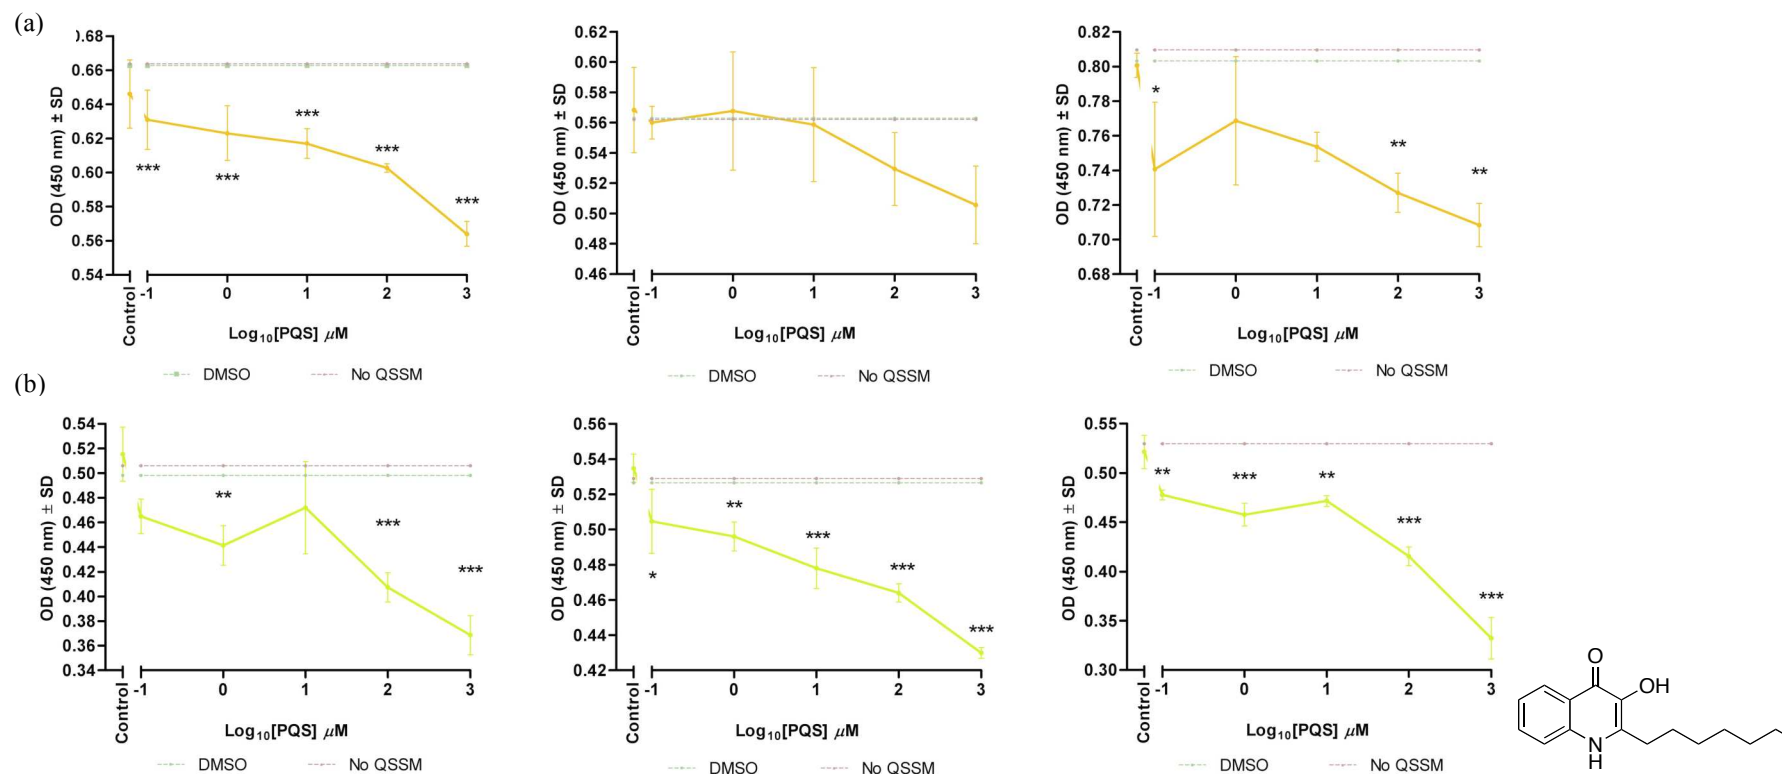 (a)
).68
0.66
0.64
0.62
0.60
0.58
0.56
0.54
OD (450 nm) ± SD
***
***
***
***
***
Control
-1 0 1 2 3
Log10[PQS] μM
DMSO No QSSM
0.62
0.60
0.58
0.56
0.54
0.52
0.50
0.48
0.46
OD (450 nm) ± SD
Control
-1 0 1 2 3
Log10[PQS] μM
DMSO No QSSM
0.82
0.80
0.78
0.76
0.74
0.72
0.70
0.68
OD (450 nm) ± SD
*
**
**
Control
-1 0 1 2 3
Log10[PQS] μM
DMSO No QSSM
(b)
0.54
0.52
0.50
0.48
0.46
0.44
0.42
0.40
0.38
0.36
0.34
OD (450 nm) ± SD
**
***
***
Control
-1 0 1 2 3
Log10[PQS] μM
DMSO No QSSM
0.56
0.54
0.52
0.50
0.48
0.46
0.44
0.42
OD (450 nm) ± SD
*
**
***
***
***
Control
-1 0 1 2 3
Log10[PQS] μM
DMSO No QSSM
0.55
0.50
0.45
0.40
0.35
0.30
OD (450 nm) ± SD
**
***
**
***
***
Control
-1 0 1 2 3
Log10[PQS] μM
DMSO No QSSM
O
OH
N
H